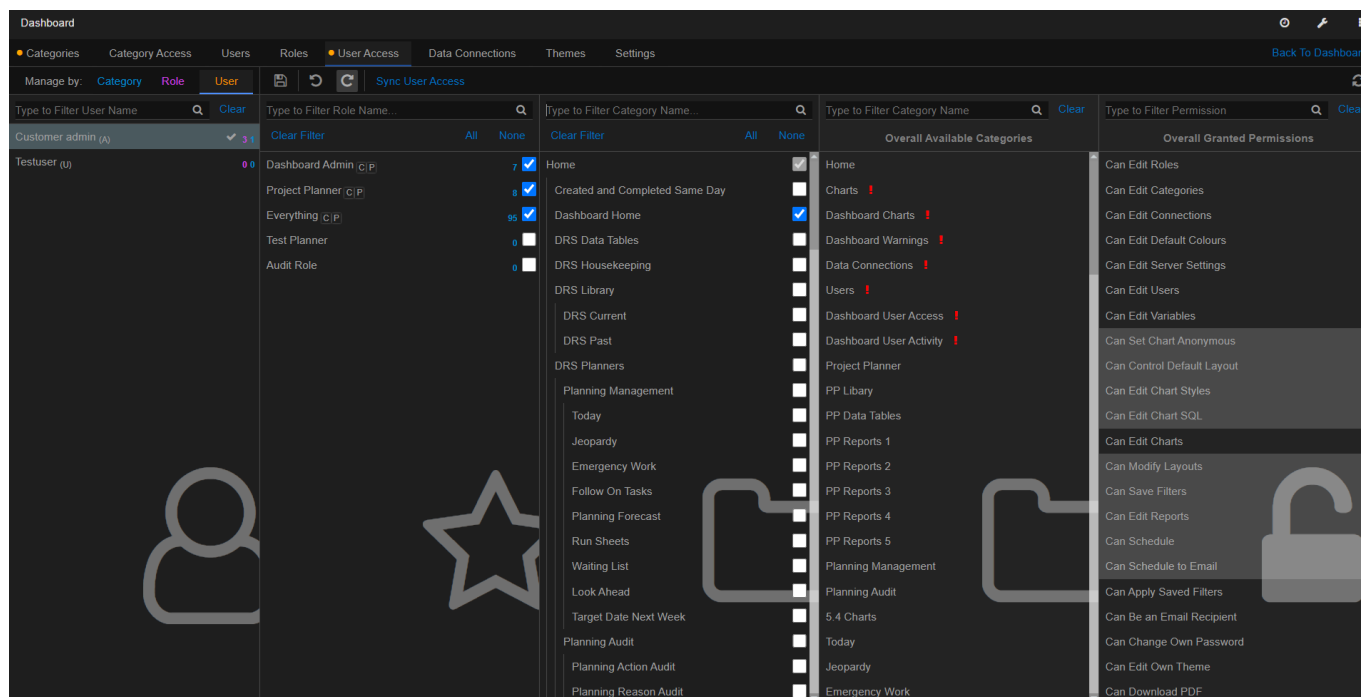 Dashboard
Categories Category Access Users Roles User Access Data Connections Themes Settings Back To Dashboar
Manage by: Category Role User Sync User Access
Type to Filter User Name Clear
Customer admin (A) 3 1
Testuser (U) 0 0
Type to Filter Role Name...
Clear Filter All None
Dashboard Admin C P 7
Project Planner C P 8
Everything C P 95
Test Planner 0
Audit Role 0
Type to Filter Category Name...
Clear Filter All None
Home
Created and Completed Same Day
Dashboard Home
DRS Data Tables
DRS Housekeeping
DRS Library
DRS Current
DRS Past
DRS Planners
Planning Management
Today
Jeopardy
Emergency Work
Follow On Tasks
Planning Forecast
Run Sheets
Waiting List
Look Ahead
Target Date Next Week
Planning Audit
Planning Action Audit
Planning Reason Audit
Type to Filter Category Name Clear
Overall Available Categories
Home
Charts !
Dashboard Charts !
Dashboard Warnings !
Data Connections !
Users !
Dashboard User Access !
Dashboard User Activity !
Project Planner
PP Libary
PP Data Tables
PP Reports 1
PP Reports 2
PP Reports 3
PP Reports 4
PP Reports 5
Planning Management
Planning Audit
5.4 Charts
Today
Jeopardy
Emergency Work
Type to Filter Permission Clea
Overall Granted Permissions
Can Edit Roles
Can Edit Categories
Can Edit Connections
Can Edit Default Colours
Can Edit Server Settings
Can Edit Users
Can Edit Variables
Can Set Chart Anonymous
Can Control Default Layout
Can Edit Chart Styles
Can Edit Chart SQL
Can Edit Charts
Can Modify Layouts
Can Save Filters
Can Edit Reports
Can Schedule
Can Schedule to Email
Can Apply Saved Filters
Can Be an Email Recipient
Can Change Own Password
Can Edit Own Theme
Can Download PDF